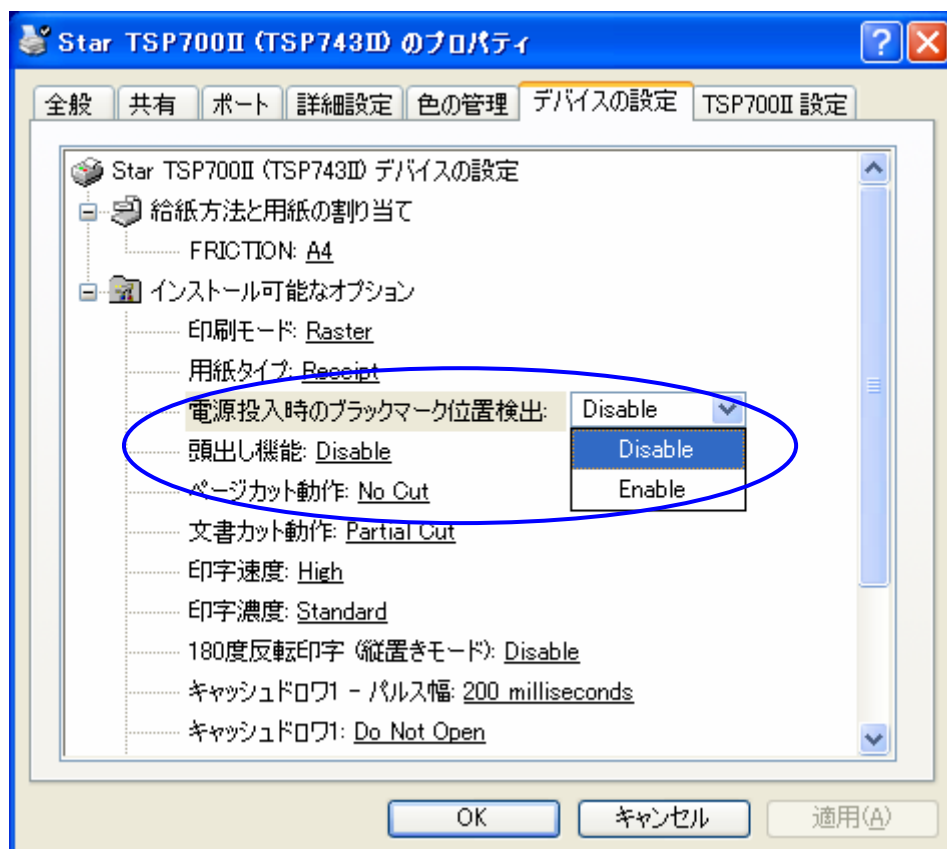 Star TSP700Ⅱ (TSP743Ⅱ) のプロパティ
全般 共有 ポート 詳細設定 色の管理 デバイスの設定 TSP700Ⅱ 設定
Star TSP700Ⅱ (TSP743Ⅱ) デバイスの設定
給紙方法と用紙の割り当て
FRICTION: A4
インストール可能なオプション
印刷モード: Raster
用紙タイプ: Receipt
電源投入時のブラックマーク位置検出: Disable
頭出し機能: Disable Disable
ページカット動作: No Cut Enable
文書カット動作: Partial Cut
印字速度: High
印字濃度: Standard
180度反転印字 (縦置きモード): Disable
キャッシュドロワ1 - パルス幅: 200 milliseconds
キャッシュドロワ1: Do Not Open
OK キャンセル 適用(A)